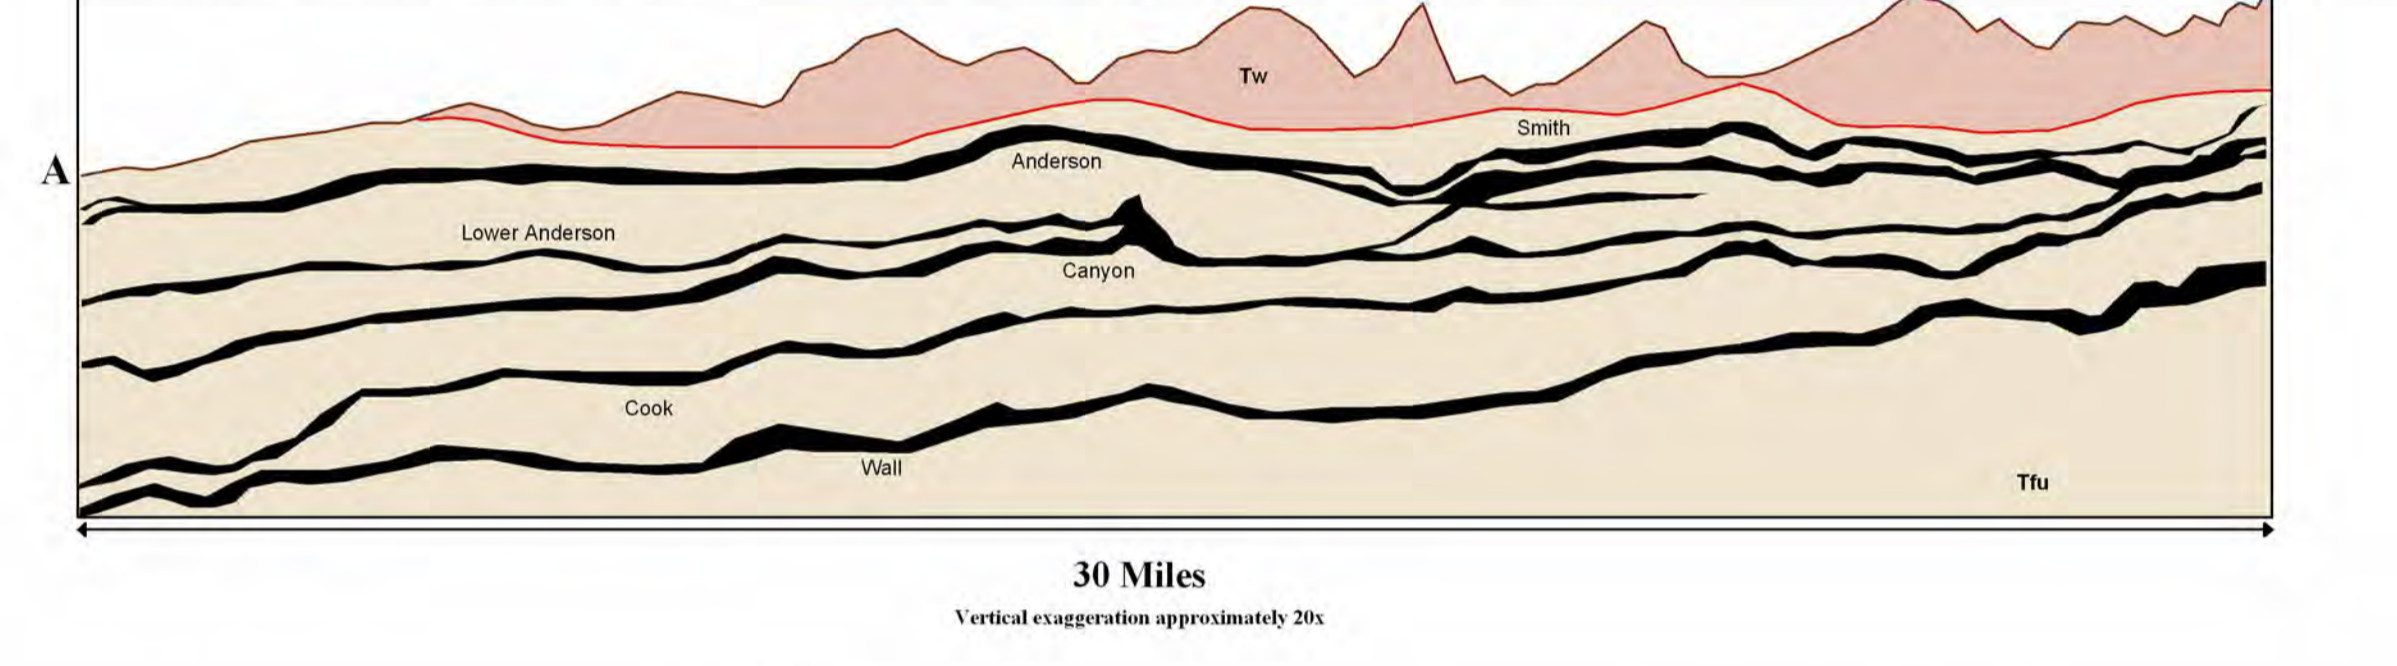 Tw
Smith
Anderson
A
Lower Anderson
Canyon
Cook
Wall
Tfu
30 Miles
Vertical exaggeration approximately 20x